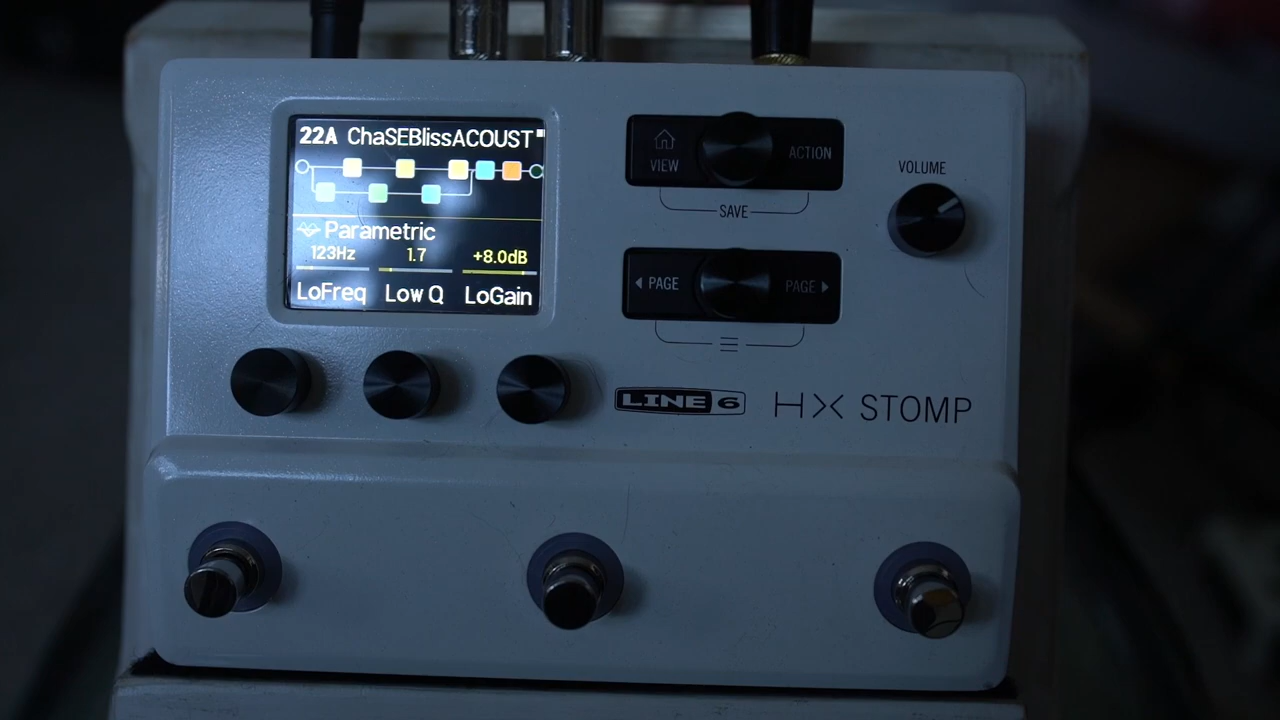 22A ChaSEBlissACOUST
Parametric
123Hz 1.7 +8.0dB
LoFreq Low Q LoGain
VIEW ACTION
SAVE
PAGE PAGE
VOLUME
LINE 6 HX STOMP